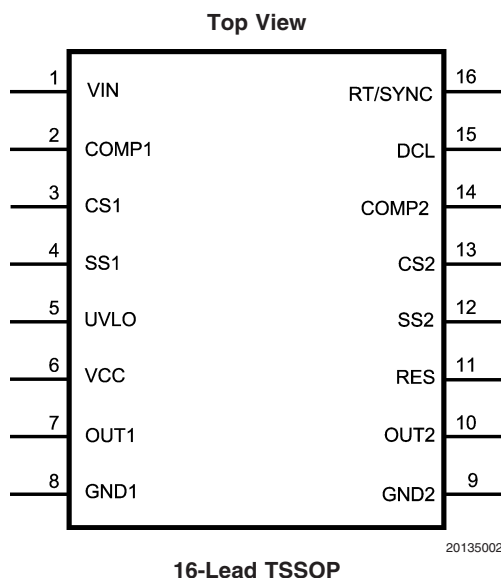 Top View
1 VIN RT/SYNC 16
2 COMP1 DCL 15
3 CS1 COMP2 14
4 SS1 CS2 13
5 UVLO SS2 12
6 VCC RES 11
7 OUT1 OUT2 10
8 GND1 GND2 9
20135002
16-Lead TSSOP